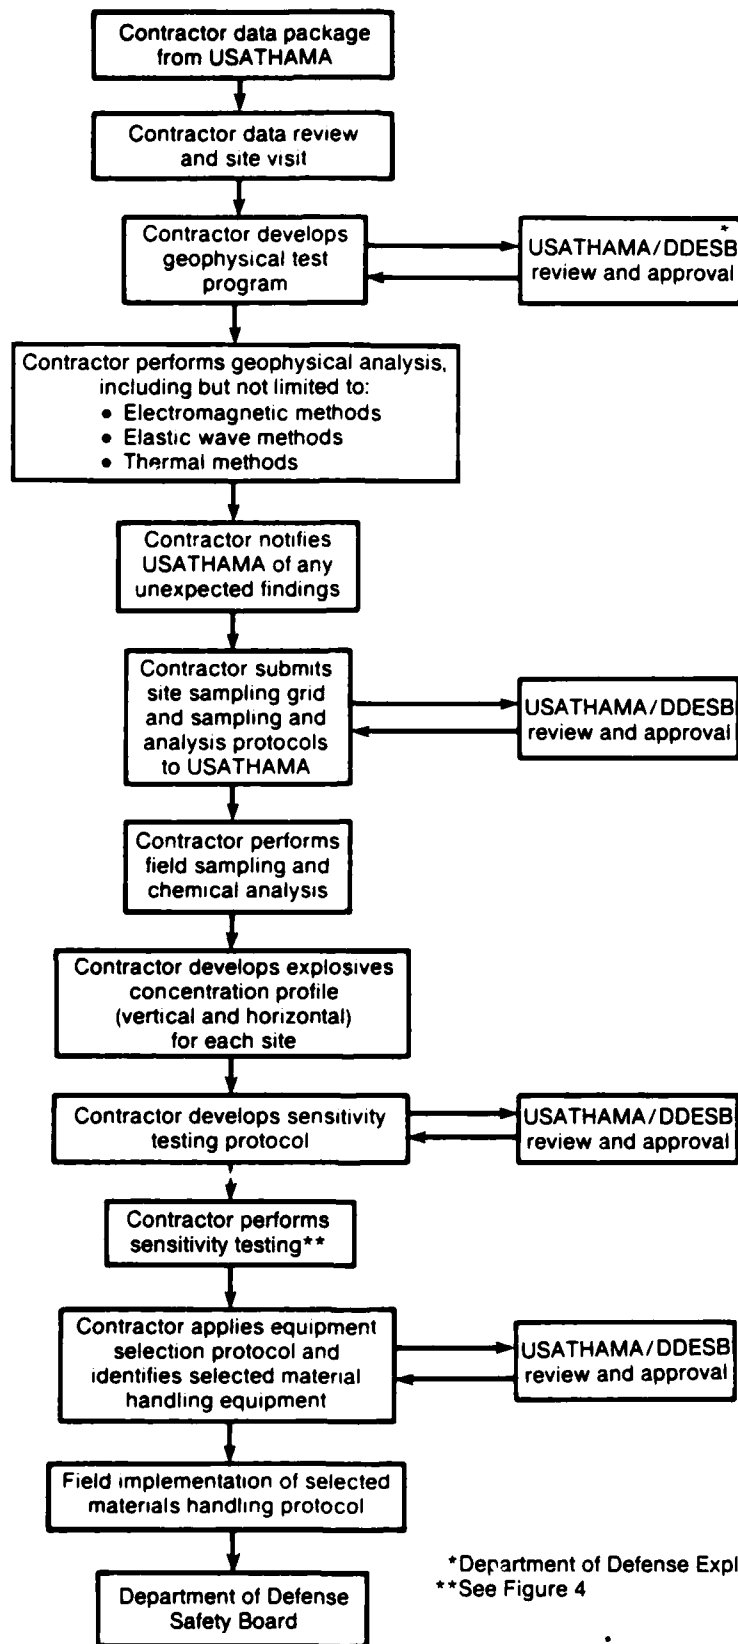 Contractor data package
from USATHAMA
Contractor data review
and site visit
Contractor develops
geophysical test
program
*
USATHAMA/DDESB
review and approval
Contractor performs geophysical analysis,
including but not limited to:
• Electromagnetic methods
• Elastic wave methods
• Thermal methods
Contractor notifies
USATHAMA of any
unexpected findings
Contractor submits
site sampling grid
and sampling and
analysis protocols
to USATHAMA
USATHAMA/DDESB
review and approval
Contractor performs
field sampling and
chemical analysis
Contractor develops explosives
concentration profile
(vertical and horizontal)
for each site
Contractor develops sensitivity
testing protocol
USATHAMA/DDESB
review and approval
Contractor performs
sensitivity testing**
Contractor applies equipment
selection protocol and
identifies selected material
handling equipment
USATHAMA/DDESB
review and approval
Field implementation of selected
materials handling protocol
Department of Defense
Safety Board
*Department of Defense Expl
**See Figure 4